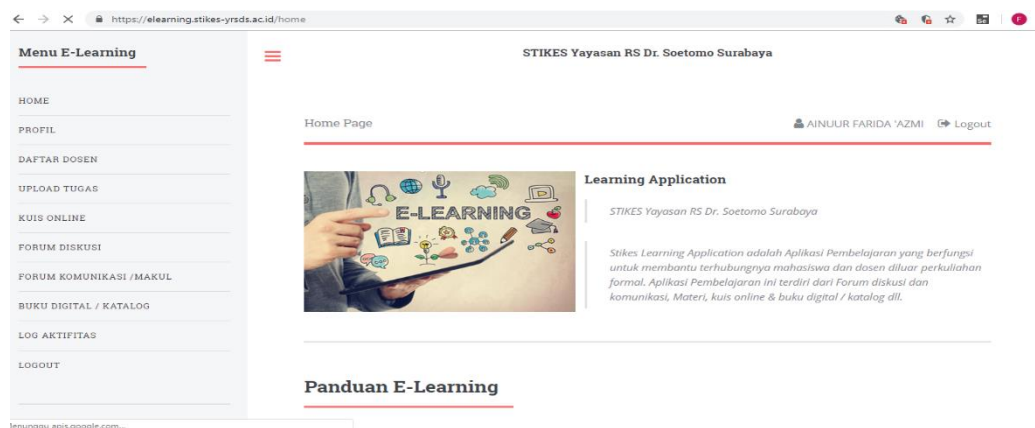 https://elearning.stikes-yrsds.ac.id/home
Menu E-Learning
HOME
PROFIL
DAFTAR DOSEN
UPLOAD TUGAS
KUIS ONLINE
FORUM DISKUSI
FORUM KOMUNIKASI /MAKUL
BUKU DIGITAL / KATALOG
LOG AKTIFITAS
LOGOUT
STIKES Yayasan RS Dr. Soetomo Surabaya
Home Page
AINUUR FARIDA 'AZMI Logout
E-LEARNING
Learning Application
STIKES Yayasan RS Dr. Soetomo Surabaya
Stikes Learning Application adalah Aplikasi Pembelajaran yang berfungsi
untuk membantu terhubungnya mahasiswa dan dosen diluar perkuliahan
formal. Aplikasi Pembelajaran ini terdiri dari Forum diskusi dan
komunikasi, Materi, kuis online & buku digital / katalog dll.
Panduan E-Learning